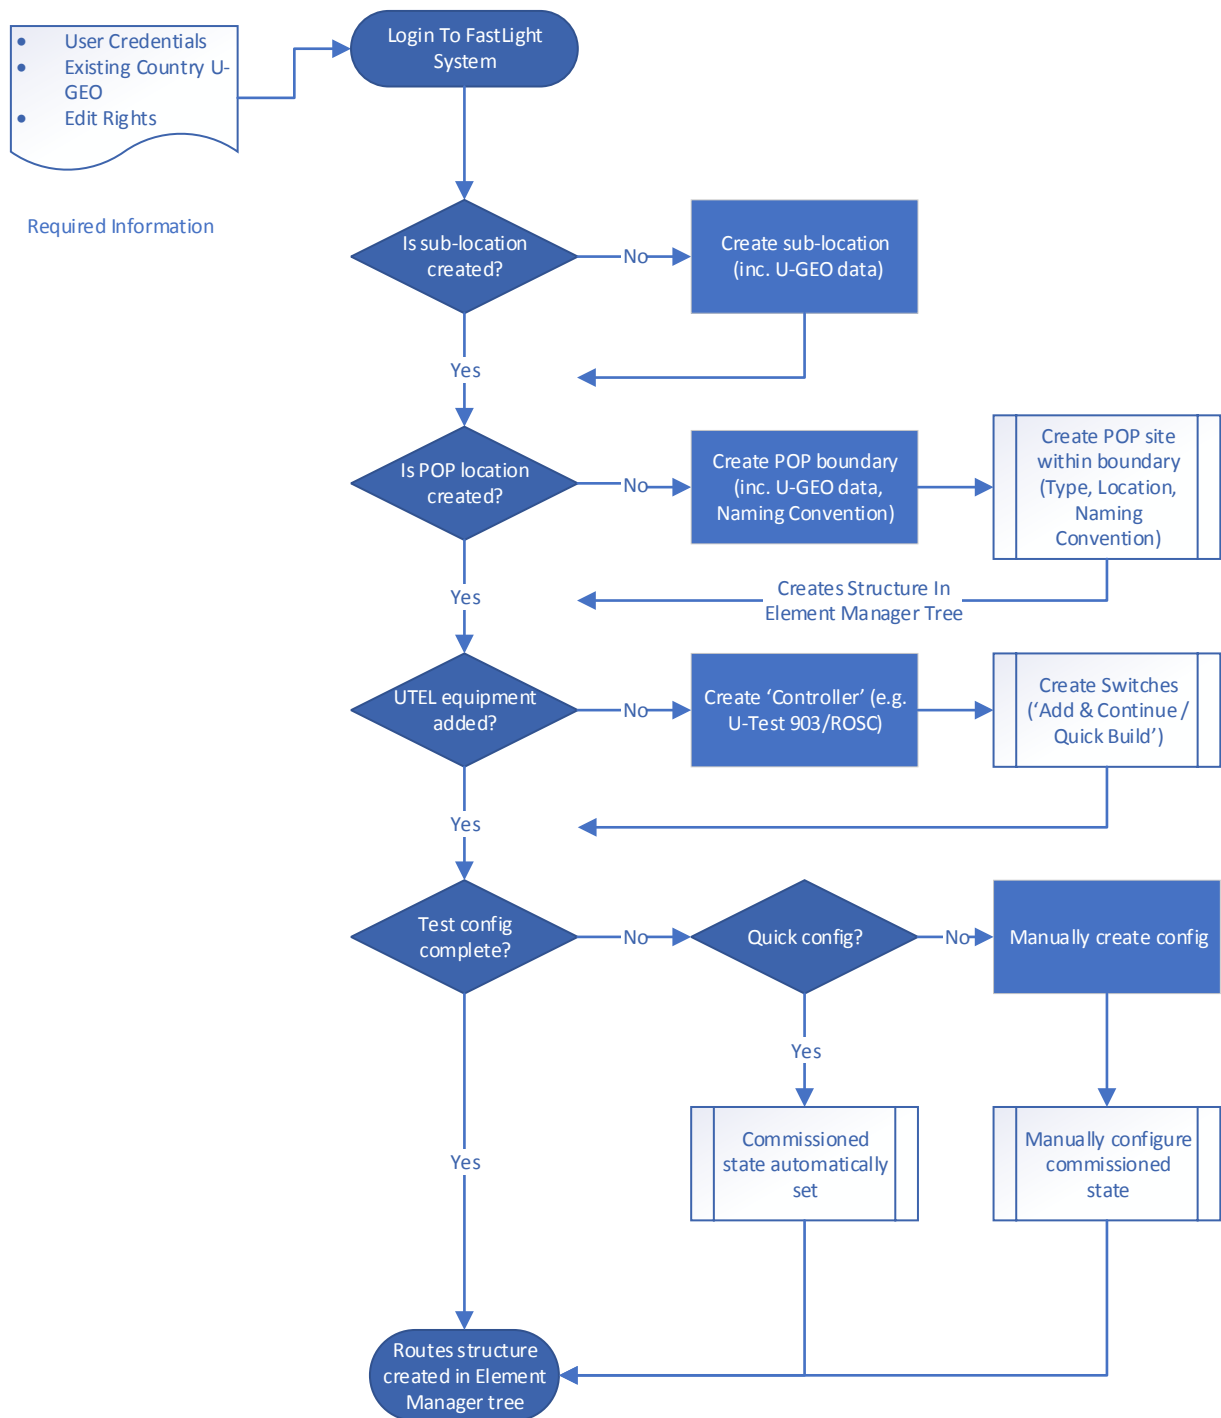 • User Credentials
• Existing Country U-
GEO
• Edit Rights
Required Information
Login To FastLight
System
Is sub-location
created?
No
Create sub-location
(inc. U-GEO data)
Yes
Is POP location
created?
No
Create POP boundary
(inc. U-GEO data,
Naming Convention)
Create POP site
within boundary
(Type, Location,
Naming
Convention)
Yes
Creates Structure In
Element Manager Tree
UTEL equipment
added?
No
Create ‘Controller’ (e.g.
U-Test 903/ROSC)
Create Switches
(‘Add & Continue /
Quick Build’)
Yes
Test config
complete?
No
Quick config?
No
Manually create config
Yes
Yes
Commissioned
state automatically
set
Manually configure
commissioned
state
Routes structure
created in Element
Manager tree